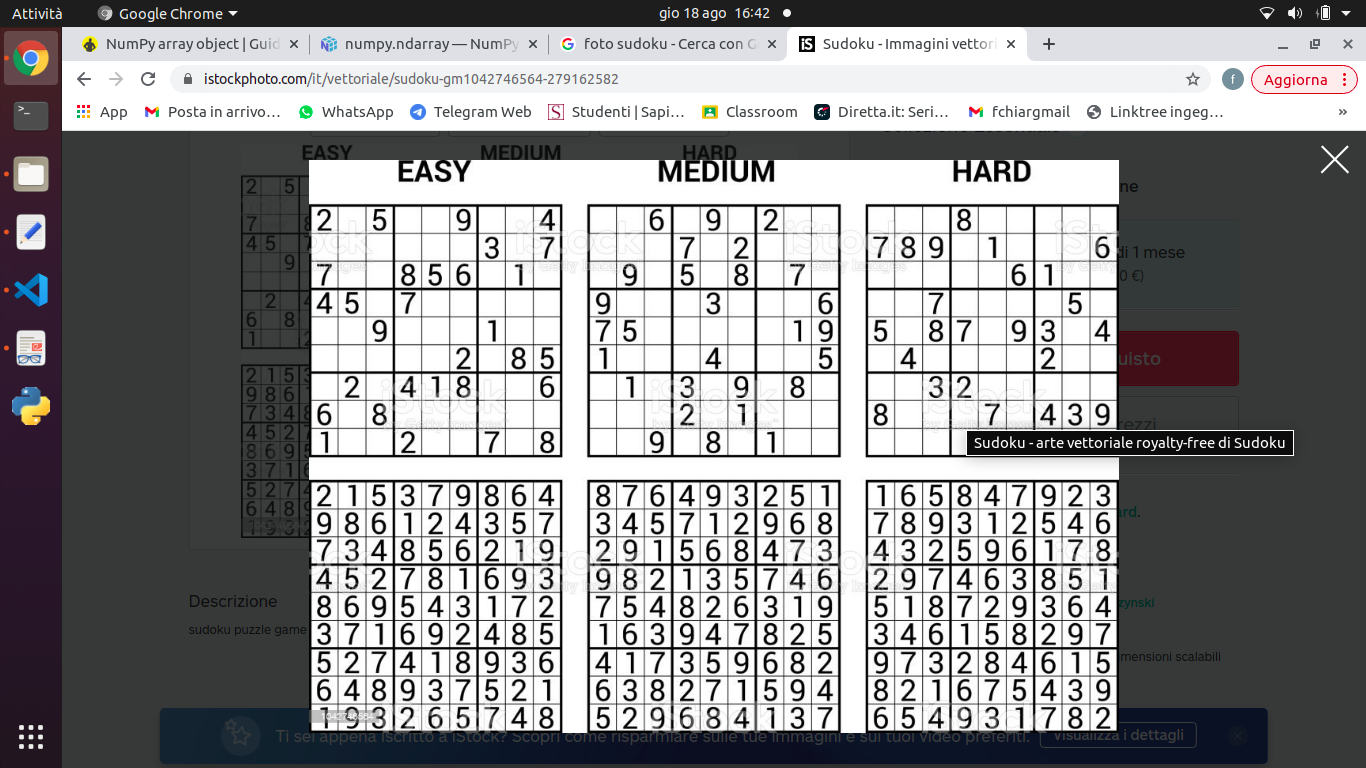 Attività Google Chrome gio 18 ago 16:42
NumPy array object | Guid numpy.ndarray — NumPy foto sudoku - Cerca con G Sudoku - Immagini vettori
istockphoto.com/it/vettoriale/sudoku-gm1042746564-279162582 f Aggiorna
App Posta in arrivo… WhatsApp Telegram Web Studenti | Sapi… Classroom Diretta.it: Seri… fchiargmail Linktree ingeg… »
EASY MEDIUM HARD
EASY MEDIUM HARD
2 5 9 4 6 9 2 8
3 7 7 2 7 8 9 1 6
7 8 5 6 1 9 5 8 7 6 1
4 5 7 9 3 6 7 5
9 1 7 5 1 9 5 8 7 9 3 4
2 8 5 1 4 5 4 2
2 4 1 8 6 1 3 9 8 3 2
6 8 2 1 8 7 4 3 9
1 2 7 8 9 8 1
Sudoku - arte vettoriale royalty-free di Sudoku
2 1 5 3 7 9 8 6 4 8 7 6 4 9 3 2 5 1 1 6 5 8 4 7 9 2 3
9 8 6 1 2 4 3 5 7 3 4 5 7 1 2 9 6 8 7 8 9 3 1 2 5 4 6
7 3 4 8 5 6 2 1 9 2 9 1 5 6 8 4 7 3 4 3 2 5 9 6 1 7 8
4 5 2 7 8 1 6 9 3 9 8 2 1 3 5 7 4 6 2 9 7 4 6 3 8 5 1
8 6 9 5 4 3 1 7 2 7 5 4 8 2 6 3 1 9 5 1 8 7 2 9 3 6 4
3 7 1 6 9 2 4 8 5 1 6 3 9 4 7 8 2 5 3 4 6 1 5 8 2 9 7
5 2 7 4 1 8 9 3 6 4 1 7 3 5 9 6 8 2 9 7 3 2 8 4 6 1 5
6 4 8 9 3 7 5 2 1 6 3 8 2 7 1 5 9 4 8 2 1 6 7 5 4 3 9
1 9 3 2 6 5 7 4 8 5 2 9 6 8 4 1 3 7 6 5 4 9 3 1 7 8 2
iStock
by Getty Images
1042746564
di 1 mese
Descrizione
sudoku puzzle game
mensioni scalabili
Ti sei appena iscritto a iStock? Scopri come risparmiare sulle tue immagini e sui tuoi video preferiti. Visualizza i dettagli